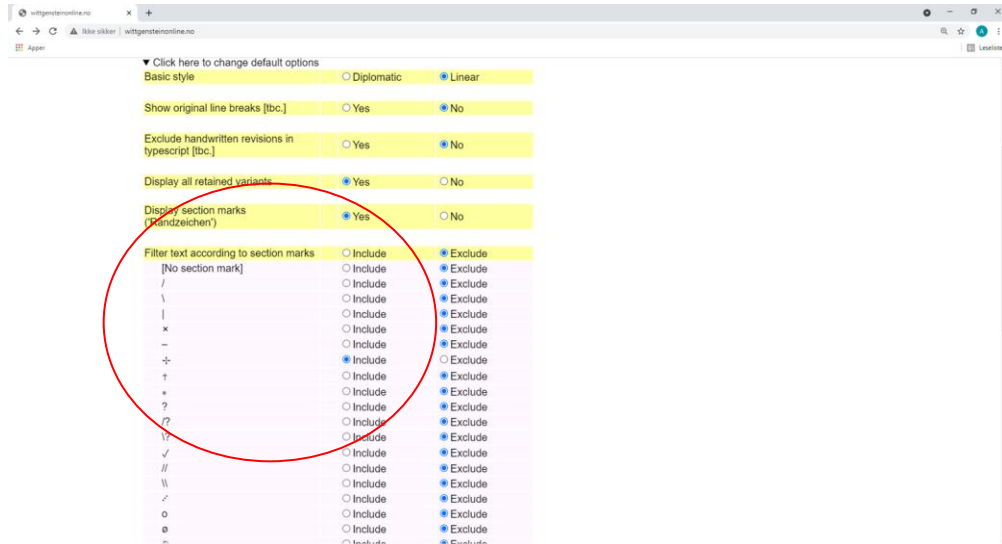 wittgensteinonline.no
Ikke sikker | wittgensteinonline.no
Apper
Leseliste
▼ Click here to change default options
Basic style Diplomatic Linear
Show original line breaks [tbc.] Yes No
Exclude handwritten revisions in
typescript [tbc.] Yes No
Display all retained variants Yes No
Display section marks
('Randzeichen') Yes No
Filter text according to section marks Include Exclude
[No section mark] Include Exclude
/ Include Exclude
\ Include Exclude
| Include Exclude
× Include Exclude
– Include Exclude
⊹ Include Exclude
† Include Exclude
∘ Include Exclude
? Include Exclude
/? Include Exclude
\? Include Exclude
✓ Include Exclude
// Include Exclude
\\ Include Exclude
Include Exclude
o Include Exclude
ø Include Exclude
Include Exclude